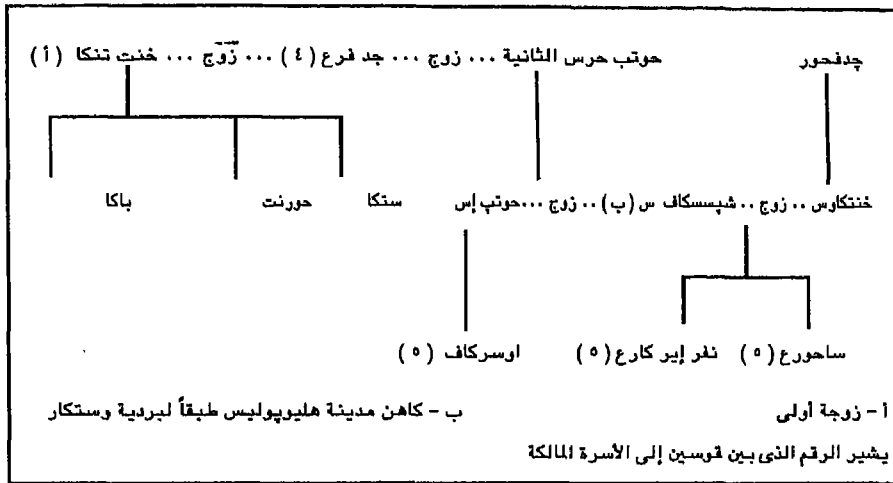 چدفحور حوتب حرس الثانية ... زوج ... جد فرع (٤) ... زوج ... خنت تنكا (أ)
خنتكاوس .. زوج .. شپسسكاف س (ب) .. زوج ... حوتپ إس ستكا حورنت باكا
ساحورع (٥) نفر إير كارع (٥) اوسركاف (٥)
أ - زوجة أولى ب - كاهن مدينة هليوپوليس طبقاً لبردية وستكار
يشير الرقم الذى بين قوسين إلى الأسرة المالكة